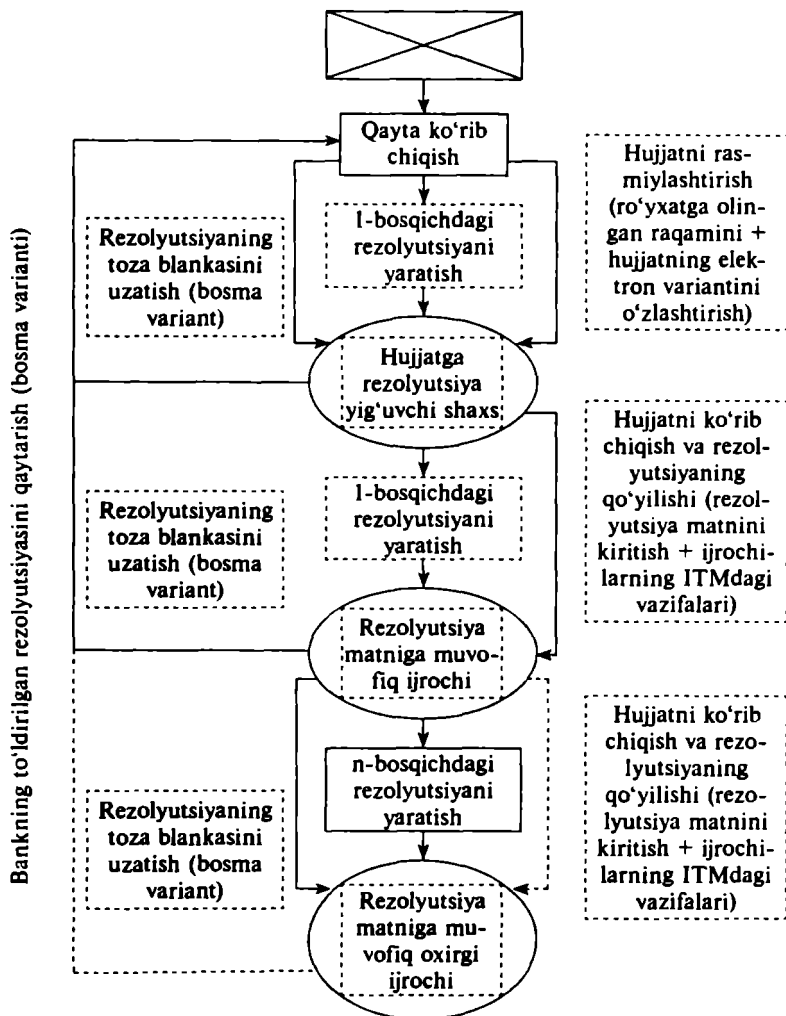 Qayta ko‘rib
chiqish
Hujjatni ras-
miylashtirish
(ro‘yxatga olin-
gan raqamini +
hujjatning elek-
tron variantini
o‘zlashtirish)
Rezolyutsiyaning
toza blankasini
uzatish (bosma
variant)
1-bosqichdagi
rezolyutsiyani
yaratish
Hujjatga
rezolyutsiya
yig‘uvchi shaxs
Hujjatni ko‘rib
chiqish va rezol-
yutsiyaning
qo‘yilishi (rezol-
yutsiya matnini
kiritish + ijrochi-
larning ITMdagi
vazifalari)
Rezolyutsiyaning
toza blankasini
uzatish (bosma
variant)
1-bosqichdagi
rezolyutsiyani
yaratish
Rezolyutsiya
matniga muvo-
fiq ijrochi
Hujjatni ko‘rib
chiqish va rezo-
lyutsiyaning
qo‘yilishi (rezo-
lyutsiya matnini
kiritish + ijrochi-
larning ITMdagi
vazifalari)
Rezolyutsiyaning
toza blankasini
uzatish (bosma
variant)
n-bosqichdagi
rezolyutsiyani
yaratish
Rezolyutsiya
matniga mu-
vofiq oxirgi
ijrochi
Bankning to‘ldirilgan rezolyutsiyasini qaytarish (bosma varianti)